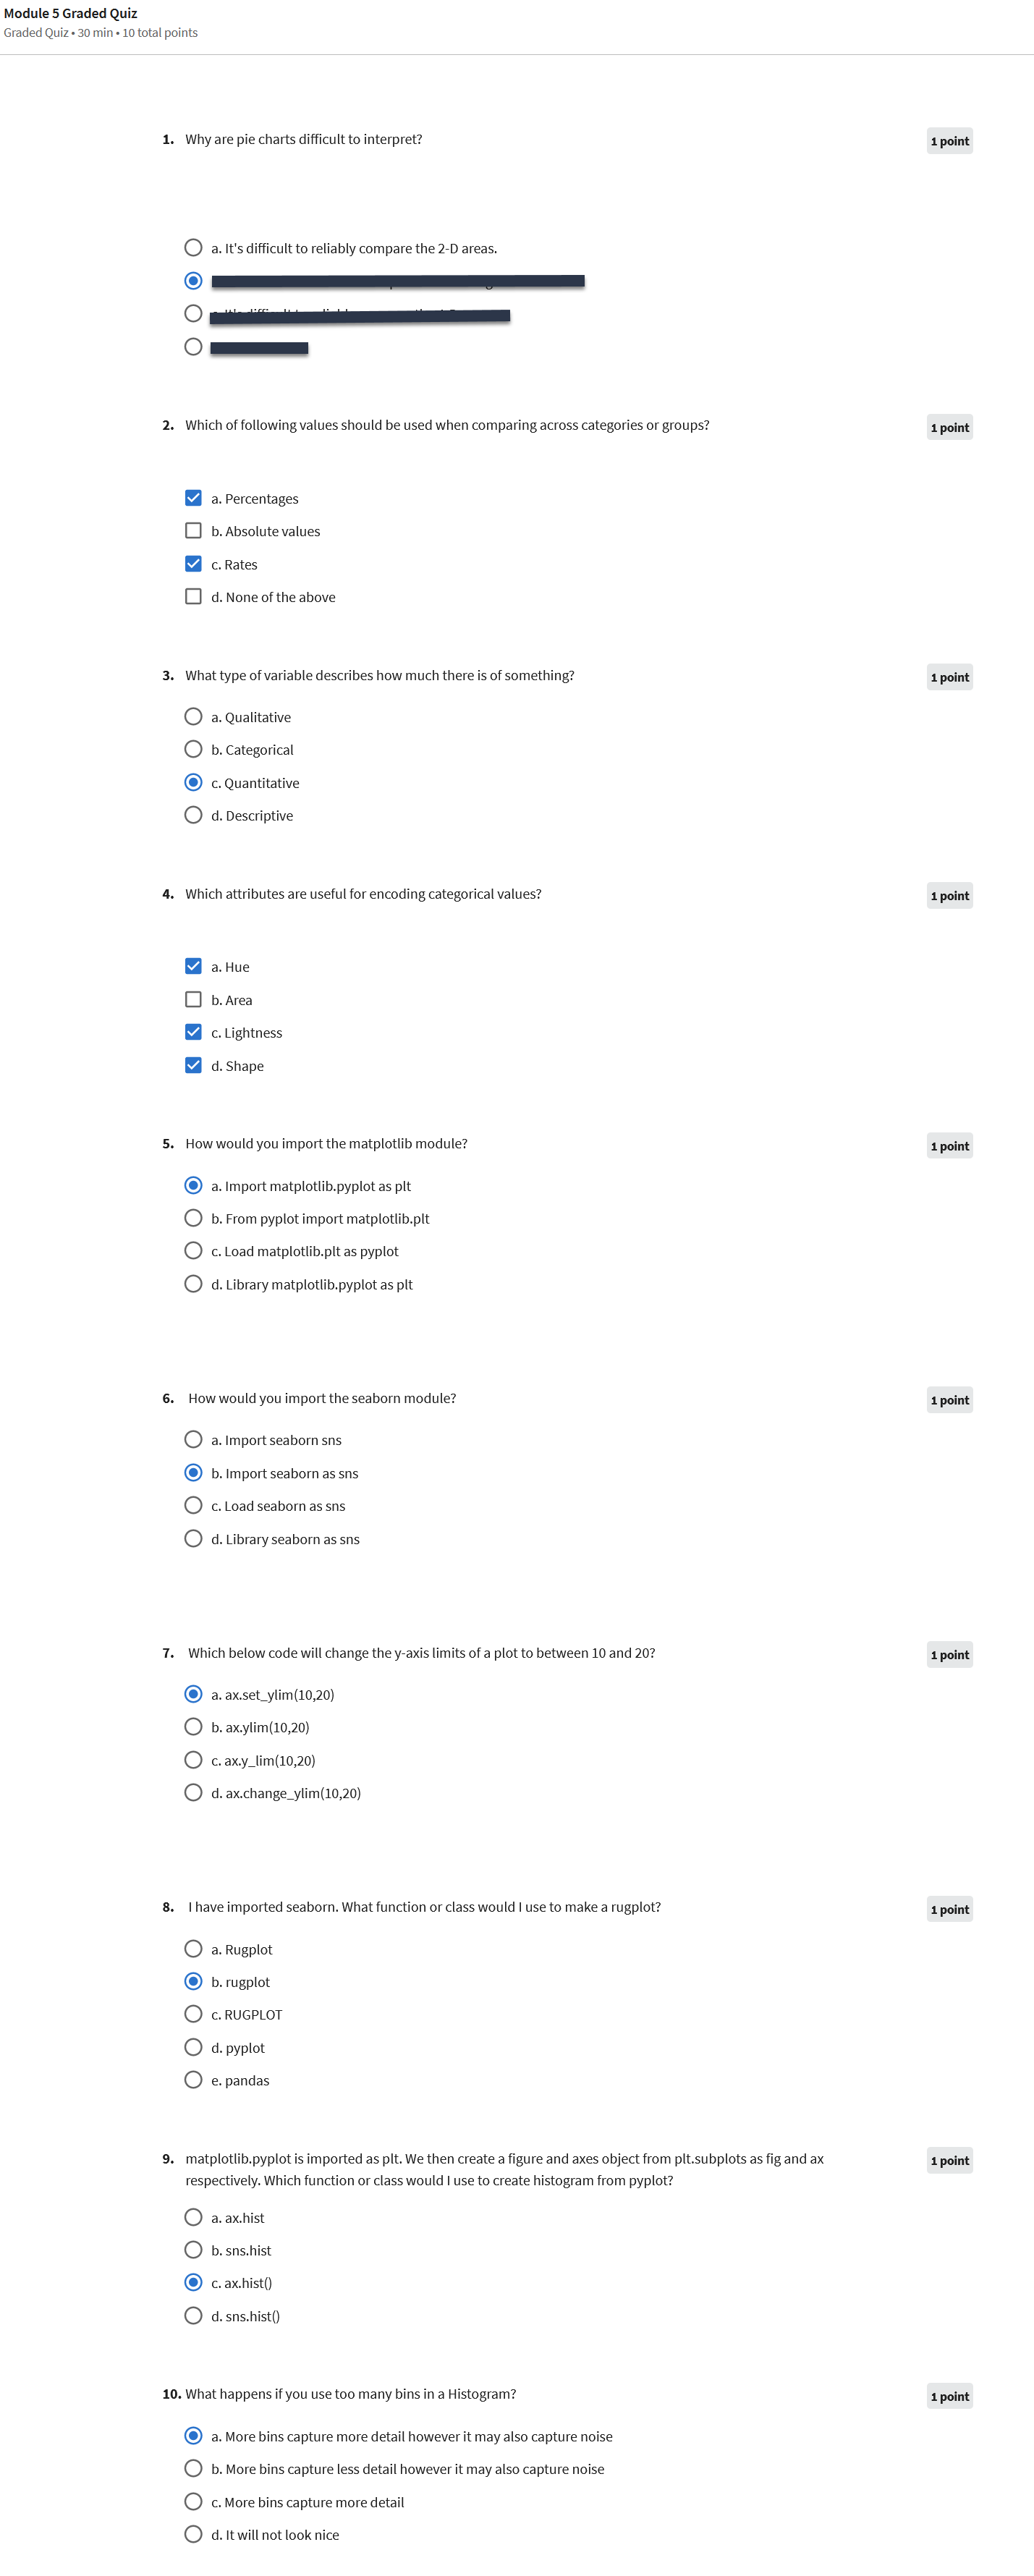 Module 5 Graded Quiz
Graded Quiz • 30 min • 10 total points
1. Why are pie charts difficult to interpret?
1 point
a. It's difficult to reliably compare the 2-D areas.
2. Which of following values should be used when comparing across categories or groups?
1 point
a. Percentages
b. Absolute values
c. Rates
d. None of the above
3. What type of variable describes how much there is of something?
1 point
a. Qualitative
b. Categorical
c. Quantitative
d. Descriptive
4. Which attributes are useful for encoding categorical values?
1 point
a. Hue
b. Area
c. Lightness
d. Shape
5. How would you import the matplotlib module?
1 point
a. Import matplotlib.pyplot as plt
b. From pyplot import matplotlib.plt
c. Load matplotlib.plt as pyplot
d. Library matplotlib.pyplot as plt
6. How would you import the seaborn module?
1 point
a. Import seaborn sns
b. Import seaborn as sns
c. Load seaborn as sns
d. Library seaborn as sns
7. Which below code will change the y-axis limits of a plot to between 10 and 20?
1 point
a. ax.set_ylim(10,20)
b. ax.ylim(10,20)
c. ax.y_lim(10,20)
d. ax.change_ylim(10,20)
8. I have imported seaborn. What function or class would I use to make a rugplot?
1 point
a. Rugplot
b. rugplot
c. RUGPLOT
d. pyplot
e. pandas
9. matplotlib.pyplot is imported as plt. We then create a figure and axes object from plt.subplots as fig and ax
1 point
respectively. Which function or class would I use to create histogram from pyplot?
a. ax.hist
b. sns.hist
c. ax.hist()
d. sns.hist()
10. What happens if you use too many bins in a Histogram?
1 point
a. More bins capture more detail however it may also capture noise
b. More bins capture less detail however it may also capture noise
c. More bins capture more detail
d. It will not look nice